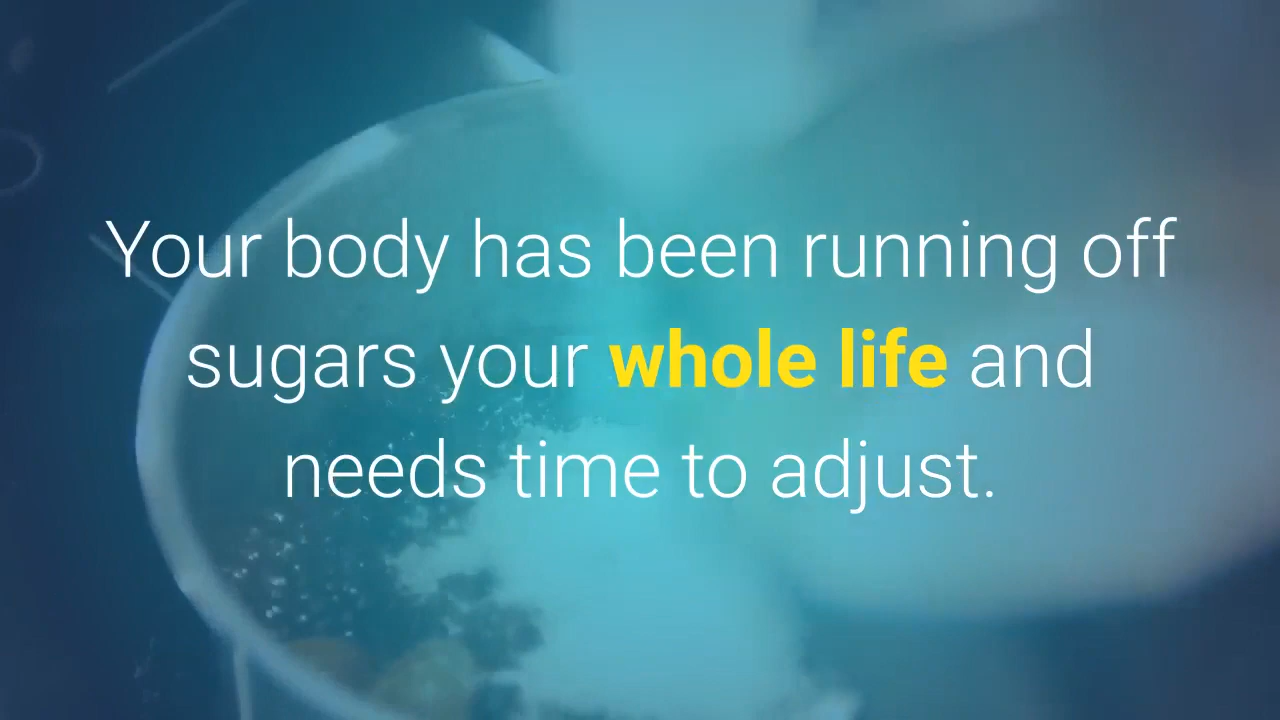 Your body has been running off
sugars your whole life and
needs time to adjust.